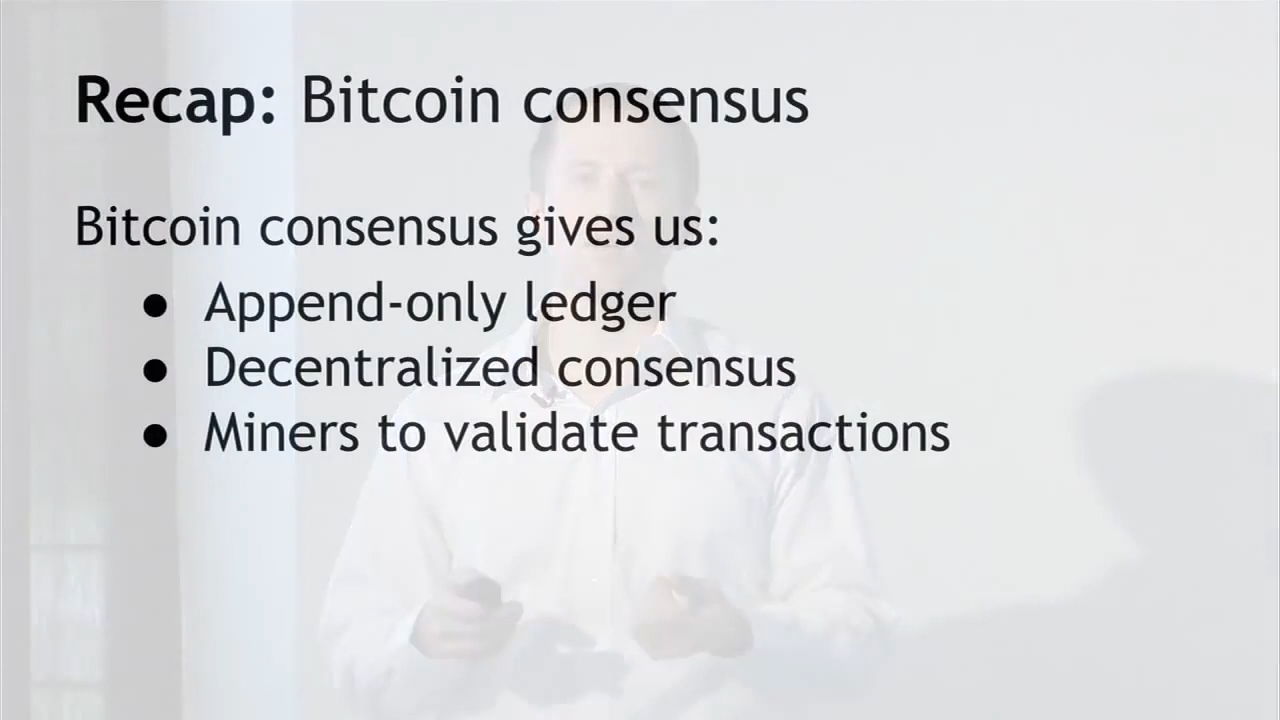 Recap: Bitcoin consensus
Bitcoin consensus gives us:
● Append-only ledger
● Decentralized consensus
● Miners to validate transactions